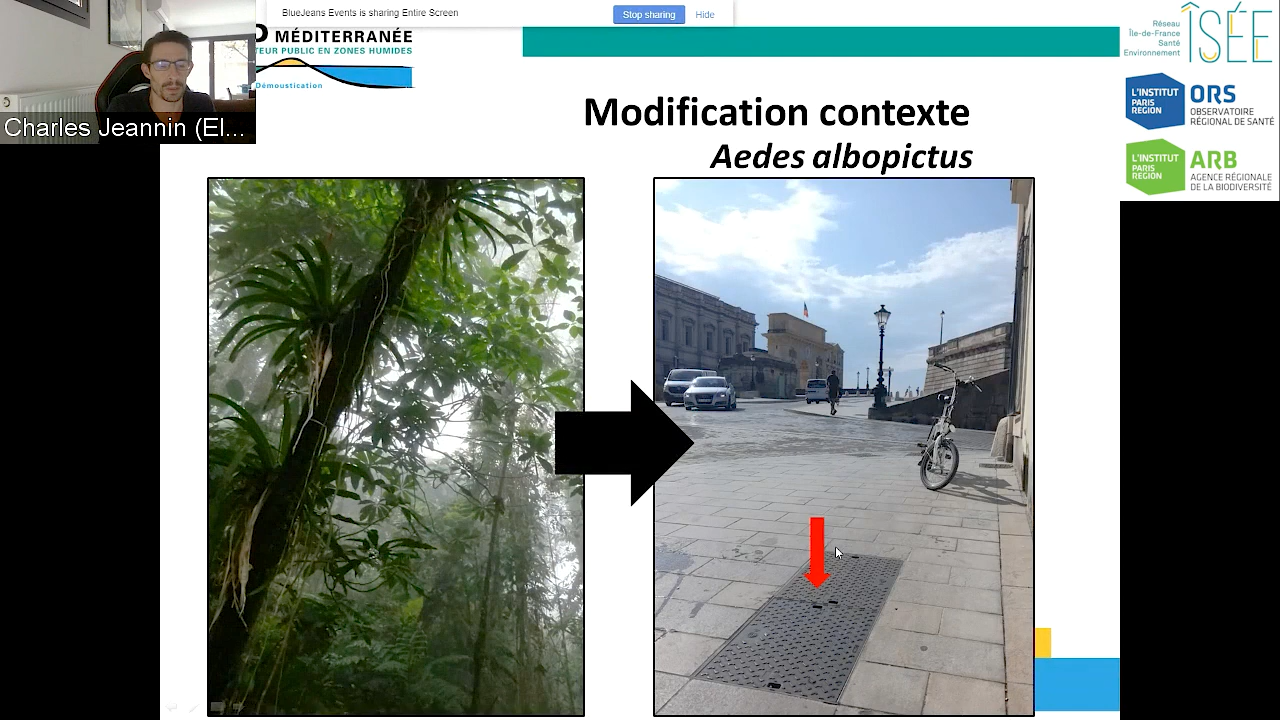 BlueJeans Events is sharing Entire Screen
Stop sharing
Hide
D MÉDITERRANÉE
TEUR PUBLIC EN ZONES HUMIDES
Démoustication
Charles Jeannin (EI...
Modification contexte
Aedes albopictus
Réseau
Île-de-France
Santé
Environnement
ÎSÉE
L'INSTITUT
PARIS
REGION
ORS
OBSERVATOIRE
RÉGIONAL DE SANTÉ
L'INSTITUT
PARIS
REGION
ARB
AGENCE RÉGIONALE
DE LA BIODIVERSITÉ